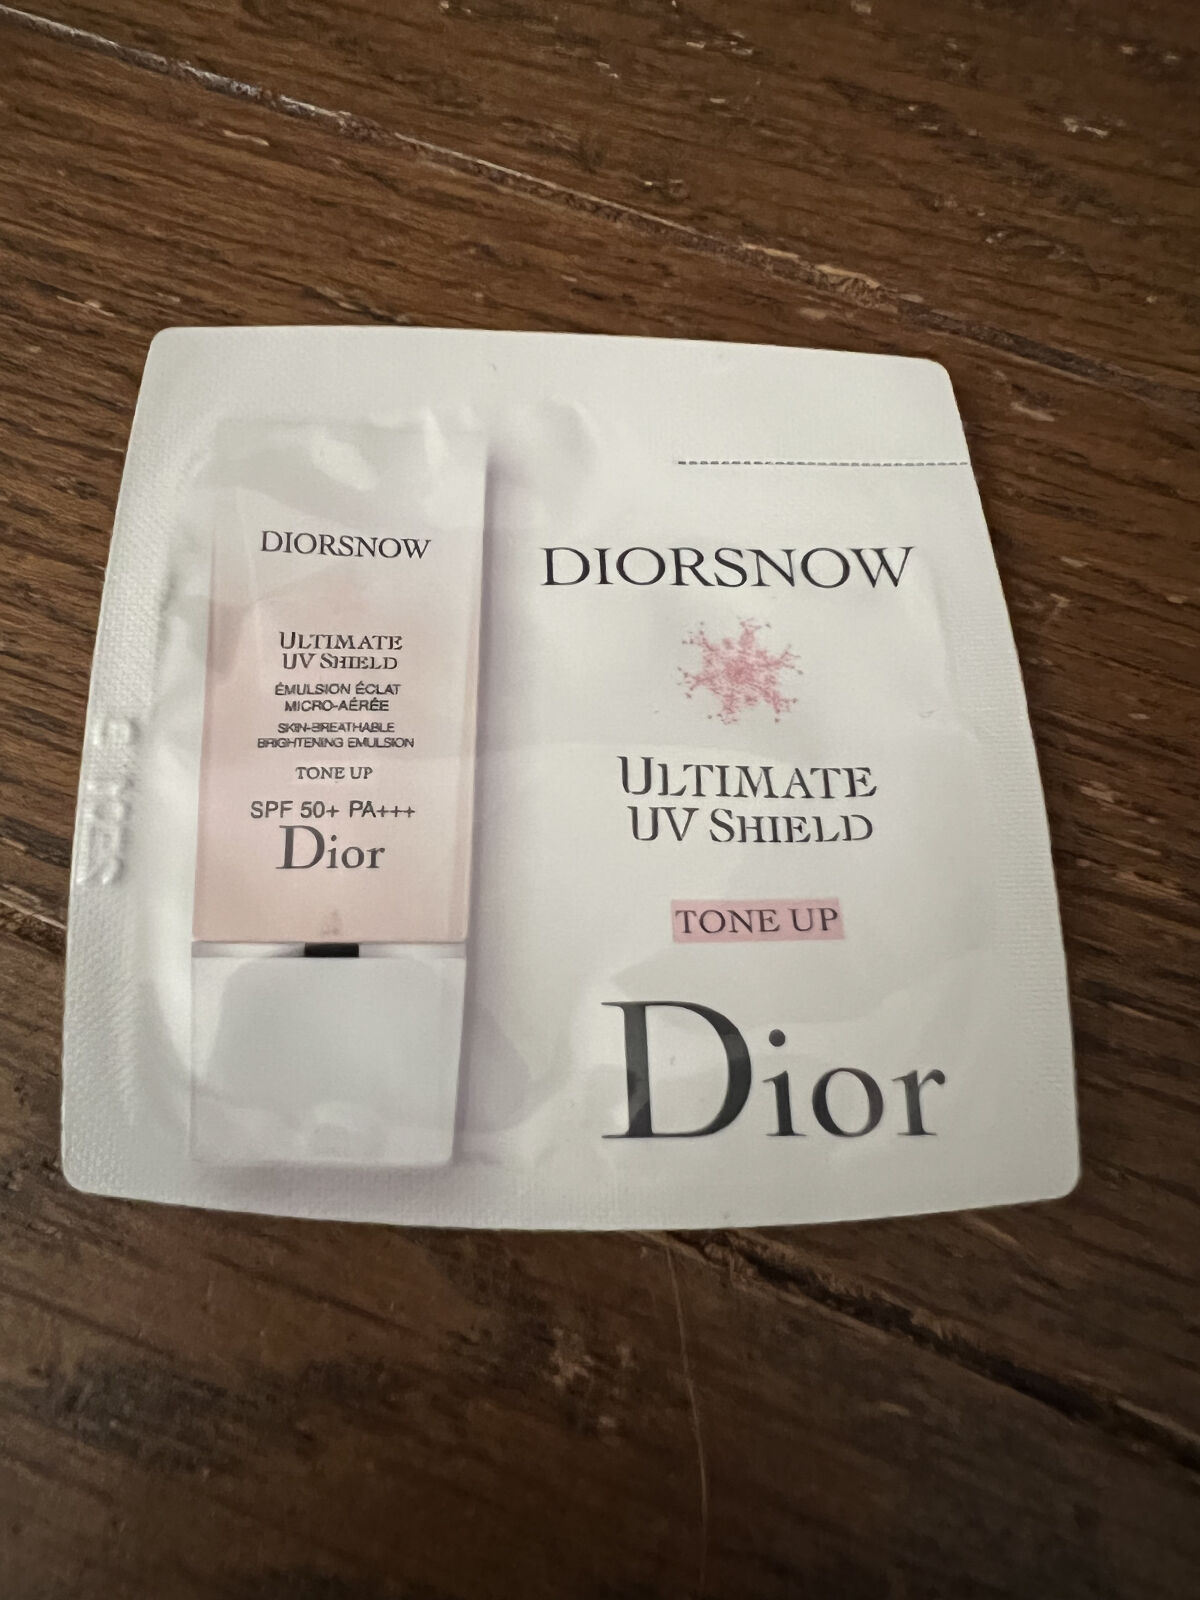 DIORSNOW
ULTIMATE
UV SHIELD
ÉMULSION ÉCLAT
MICRO-AÉRÉE
SKIN-BREATHABLE
BRIGHTENING EMULSION
TONE UP
SPF 50+ PA+++
Dior
DIORSNOW
ULTIMATE
UV SHIELD
TONE UP
Dior